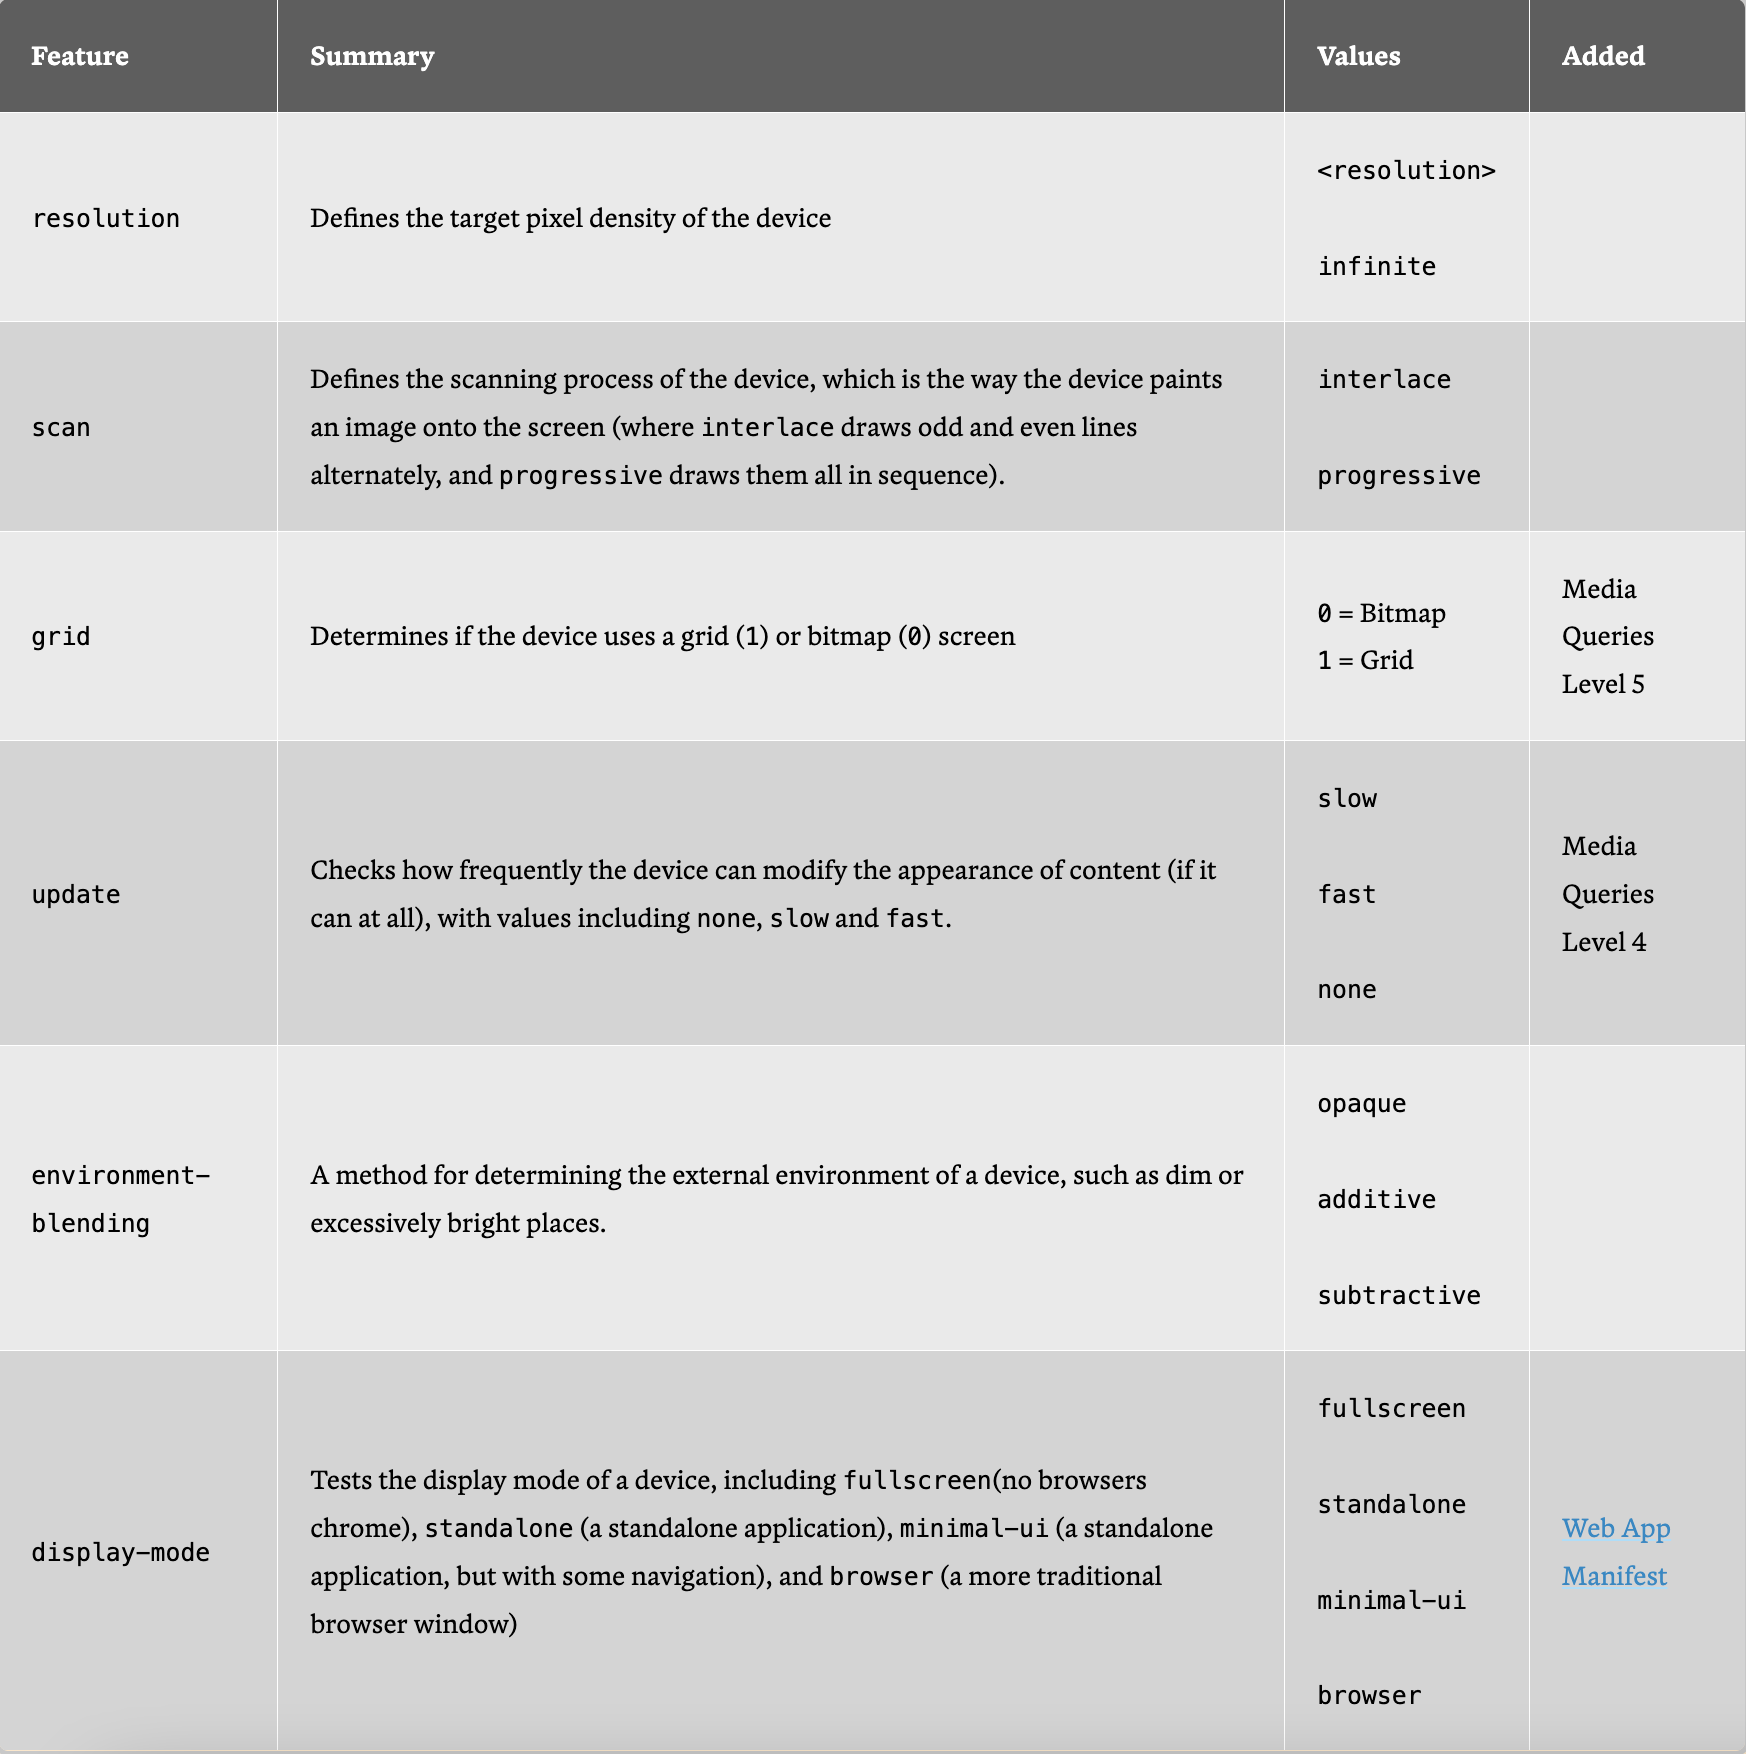 Feature Summary Values Added
resolution
Defines the target pixel density of the device
<resolution>
infinite
scan
Defines the scanning process of the device, which is the way the device paints
an image onto the screen (where interlace draws odd and even lines
alternately, and progressive draws them all in sequence).
interlace
progressive
grid
Determines if the device uses a grid (1) or bitmap (0) screen
0 = Bitmap
1 = Grid
Media
Queries
Level 5
update
Checks how frequently the device can modify the appearance of content (if it
can at all), with values including none, slow and fast.
slow
fast
none
Media
Queries
Level 4
environment-
blending
A method for determining the external environment of a device, such as dim or
excessively bright places.
opaque
additive
subtractive
display-mode
Tests the display mode of a device, including fullscreen(no browsers
chrome), standalone (a standalone application), minimal-ui (a standalone
application, but with some navigation), and browser (a more traditional
browser window)
fullscreen
standalone
minimal-ui
browser
Web App
Manifest